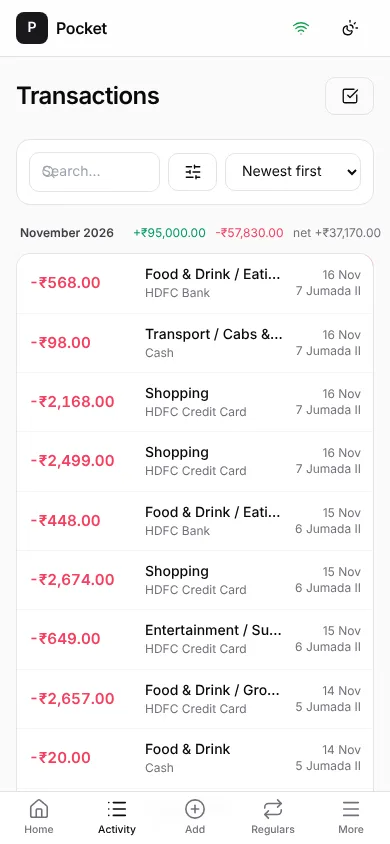 P Pocket
Transactions
Search...
Newest first
November 2026 +₹95,000.00 -₹57,830.00 net +₹37,170.00
-₹568.00 Food & Drink / Eati... 16 Nov
HDFC Bank 7 Jumada II
-₹98.00 Transport / Cabs &... 16 Nov
Cash 7 Jumada II
-₹2,168.00 Shopping 16 Nov
HDFC Credit Card 7 Jumada II
-₹2,499.00 Shopping 16 Nov
HDFC Credit Card 7 Jumada II
-₹448.00 Food & Drink / Eati... 15 Nov
HDFC Bank 6 Jumada II
-₹2,674.00 Shopping 15 Nov
HDFC Credit Card 6 Jumada II
-₹649.00 Entertainment / Su... 15 Nov
HDFC Credit Card 6 Jumada II
-₹2,657.00 Food & Drink / Gro... 14 Nov
HDFC Credit Card 5 Jumada II
-₹20.00 Food & Drink 14 Nov
Cash 5 Jumada II
Home Activity Add Regulars More